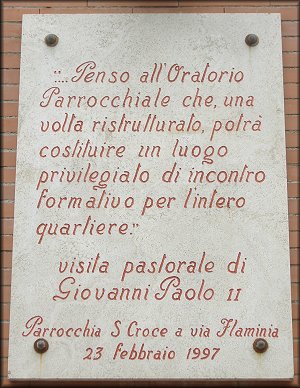 "... Penso all'Oratorio
Parrocchiale che, una
volta ristrutturato, potrà
costituire un luogo
privilegiato di incontro
formativo per l'intero
quartiere."
visita pastorale di
Giovanni Paolo II
Parrocchia S Croce a via Flaminia
23 febbraio 1997